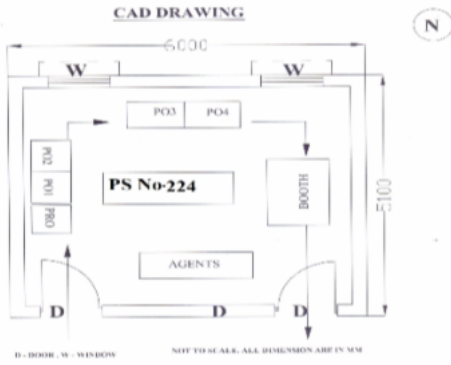 CAD DRAWING
N
6000
W
W
PO3
PO4
PO2
PO1
PRO
PS No-224
BOOTH
5100
AGENTS
D
D
D
D - DOOR , W - WINDOW
NOT TO SCALE, ALL DIMENSION ARE IN MM